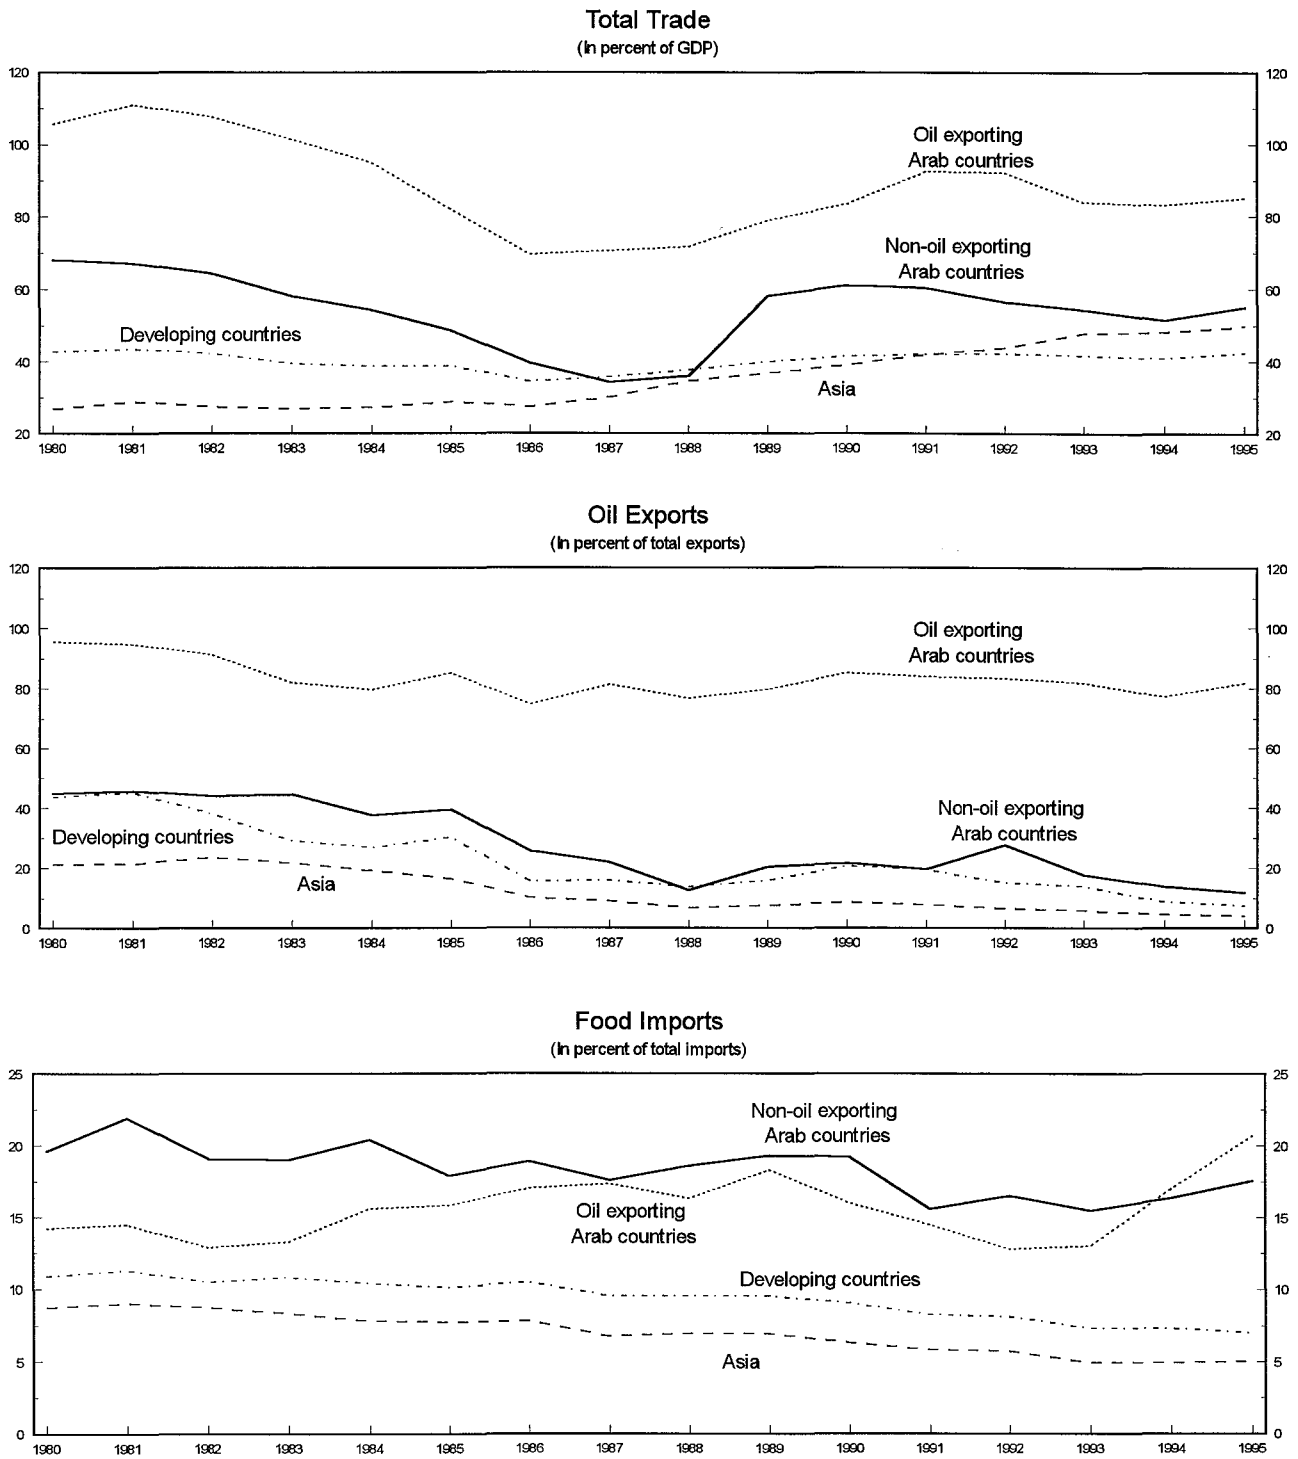 Total Trade
(In percent of GDP)
120 120
100 100
Oil exporting
Arab countries
80 80
Non-oil exporting
Arab countries
60 60
Developing countries
40 40
Asia
20 20
1980 1981 1982 1983 1984 1985 1986 1987 1988 1989 1990 1991 1992 1993 1994 1995
Oil Exports
(In percent of total exports)
120 120
100 100
Oil exporting
Arab countries
80 80
60 60
40 40
Non-oil exporting
Arab countries
Developing countries
20 20
Asia
0 0
1980 1981 1982 1983 1984 1985 1986 1987 1988 1989 1990 1991 1992 1993 1994 1995
Food Imports
(In percent of total imports)
25 25
Non-oil exporting
Arab countries
20 20
15 15
Oil exporting
Arab countries
10 10
Developing countries
5 5
Asia
0 0
1980 1981 1982 1983 1984 1985 1986 1987 1988 1989 1990 1991 1992 1993 1994 1995